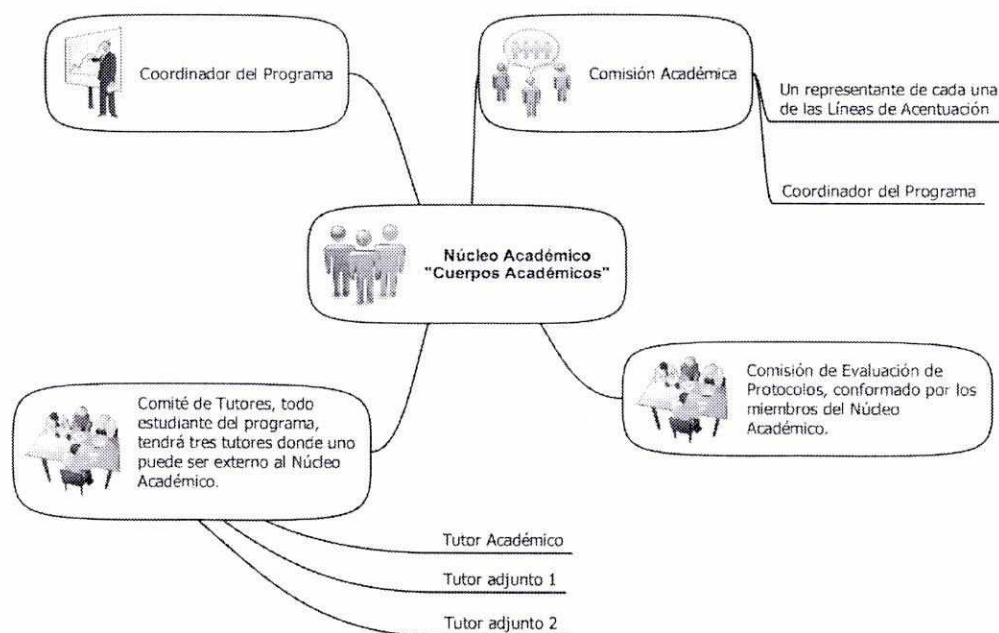 Coordinador del Programa
Comisión Académica
Un representante de cada una
de las Líneas de Acentuación
Coordinador del Programa
Núcleo Académico
"Cuerpos Académicos"
Comisión de Evaluación de
Protocolos, conformado por los
miembros del Núcleo
Académico.
Comité de Tutores, todo
estudiante del programa,
tendrá tres tutores donde uno
puede ser externo al Núcleo
Académico.
Tutor Académico
Tutor adjunto 1
Tutor adjunto 2